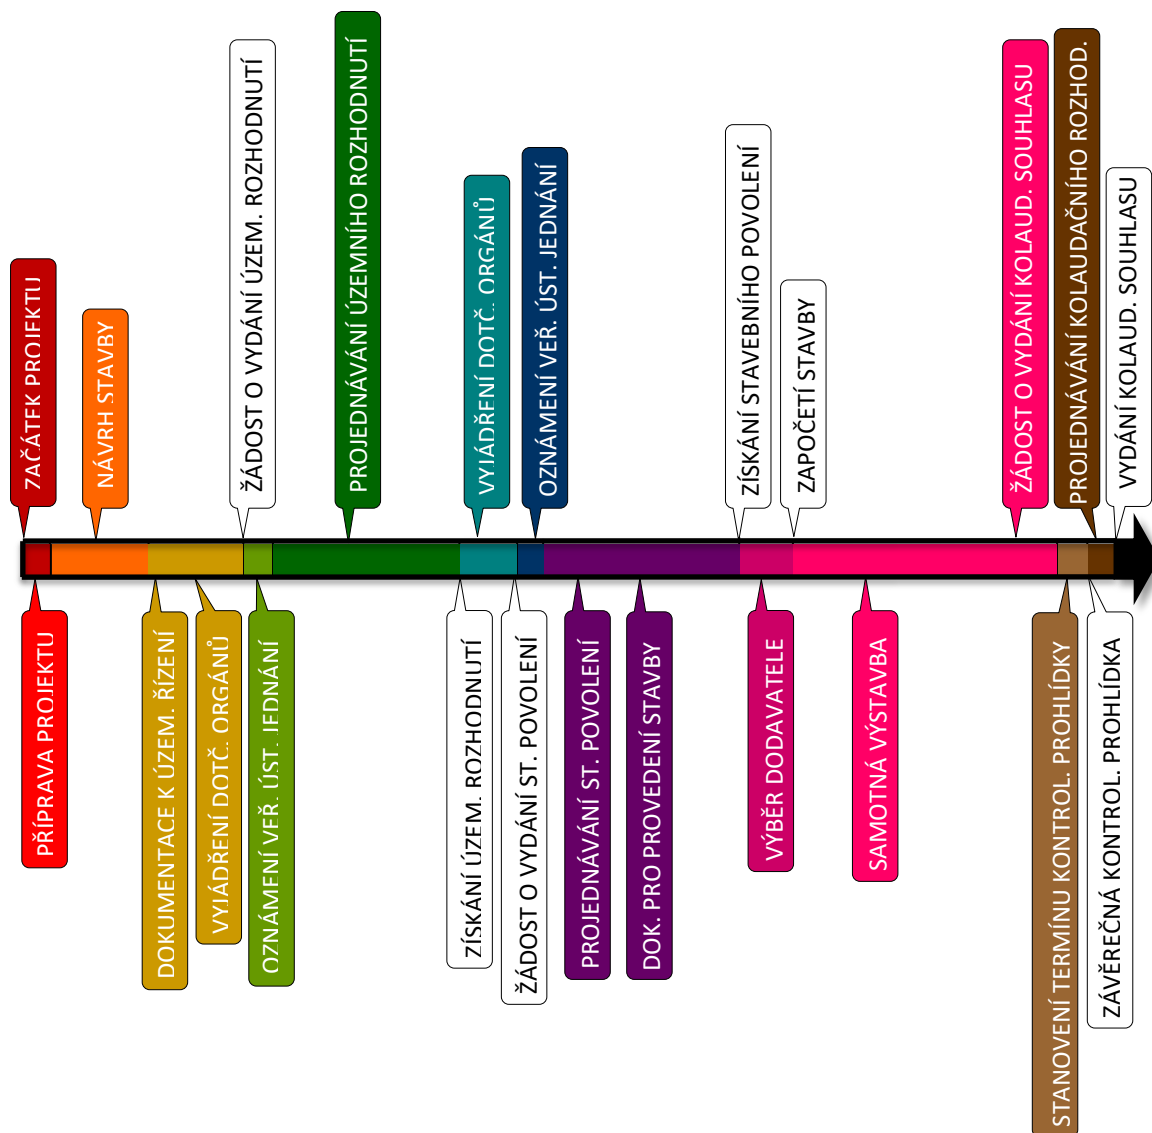 ZAČÁTEK PROJEKTU
NÁVRH STAVBY
ŽÁDOST O VYDÁNÍ ÚZEM. ROZHODNUTÍ
PROJEDNÁVÁNÍ ÚZEMNÍHO ROZHODNUTÍ
VYJÁDŘENÍ DOTČ. ORGÁNŮ
OZNÁMENÍ VEŘ. ÚST. JEDNÁNÍ
ZÍSKÁNÍ STAVEBNÍHO POVOLENÍ
ZAPOČETÍ STAVBY
ŽÁDOST O VYDÁNÍ KOLAUD. SOUHLASU
PROJEDNÁVÁNÍ KOLAUDAČNÍHO ROZHOD.
VYDÁNÍ KOLAUD. SOUHLASU
PŘÍPRAVA PROJEKTU
DOKUMENTACE K ÚZEM. ŘÍZENÍ
VYJÁDŘENÍ DOTČ. ORGÁNŮ
OZNÁMENÍ VEŘ. ÚST. JEDNÁNÍ
ZÍSKÁNÍ ÚZEM. ROZHODNUTÍ
ŽÁDOST O VYDÁNÍ ST. POVOLENÍ
PROJEDNÁVÁNÍ ST. POVOLENÍ
DOK. PRO PROVEDENÍ STAVBY
VÝBĚR DODAVATELE
SAMOTNÁ VÝSTAVBA
STANOVENÍ TERMÍNU KONTROL. PROHLÍDKY
ZÁVĚREČNÁ KONTROL. PROHLÍDKA